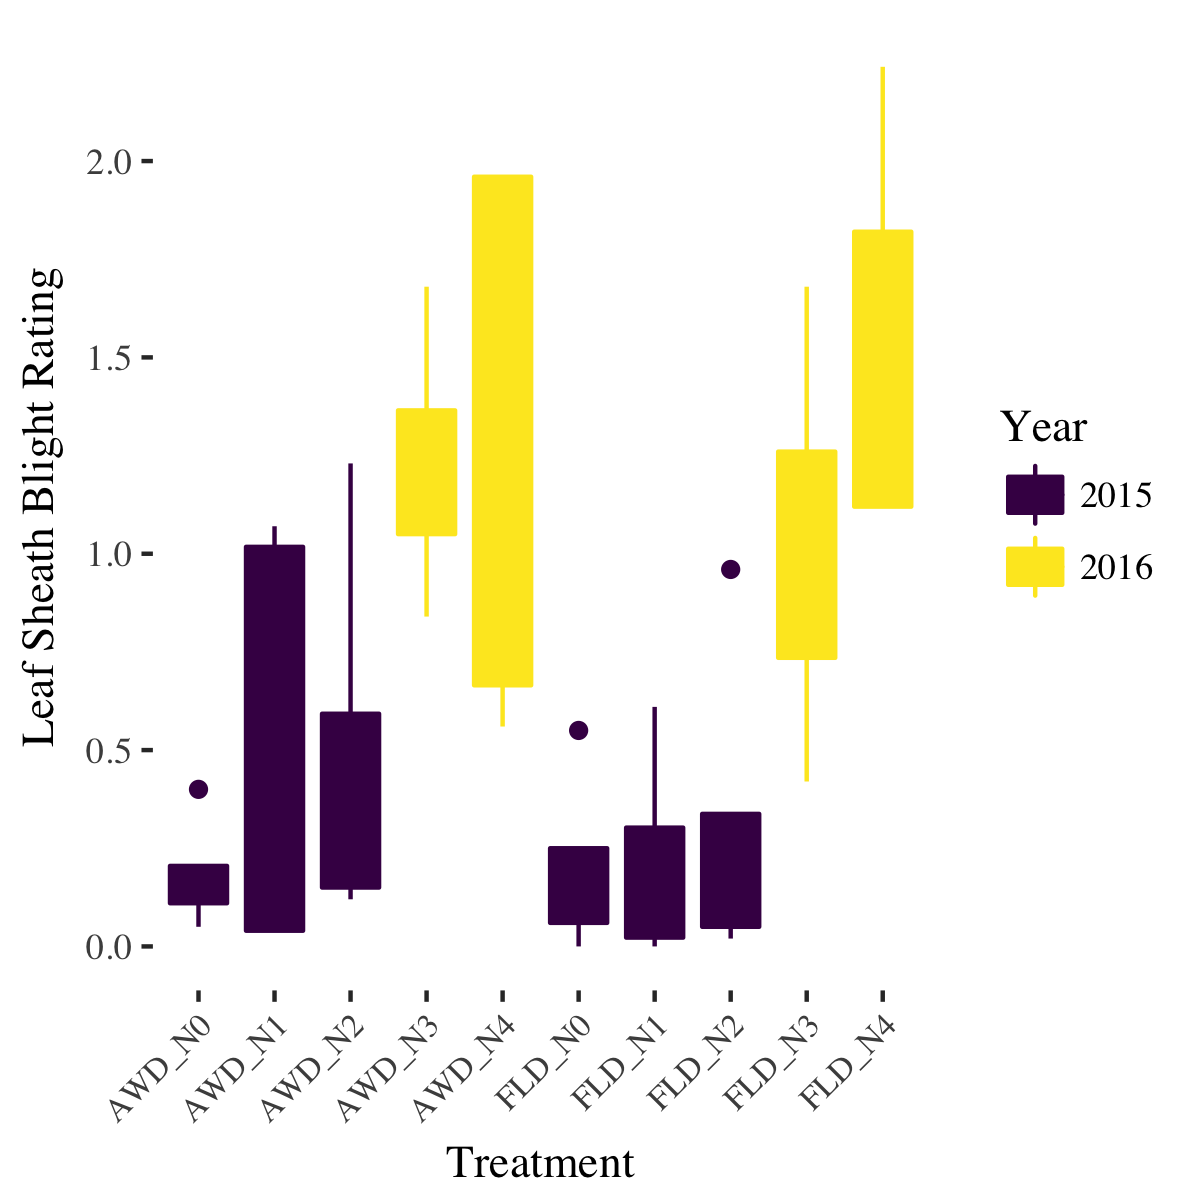 Leaf Sheath Blight Rating
2.0
1.5
1.0
0.5
0.0
AWD_N0
AWD_N1
AWD_N2
AWD_N3
AWD_N4
FLD_N0
FLD_N1
FLD_N2
FLD_N3
FLD_N4
Treatment
Year
2015
2016